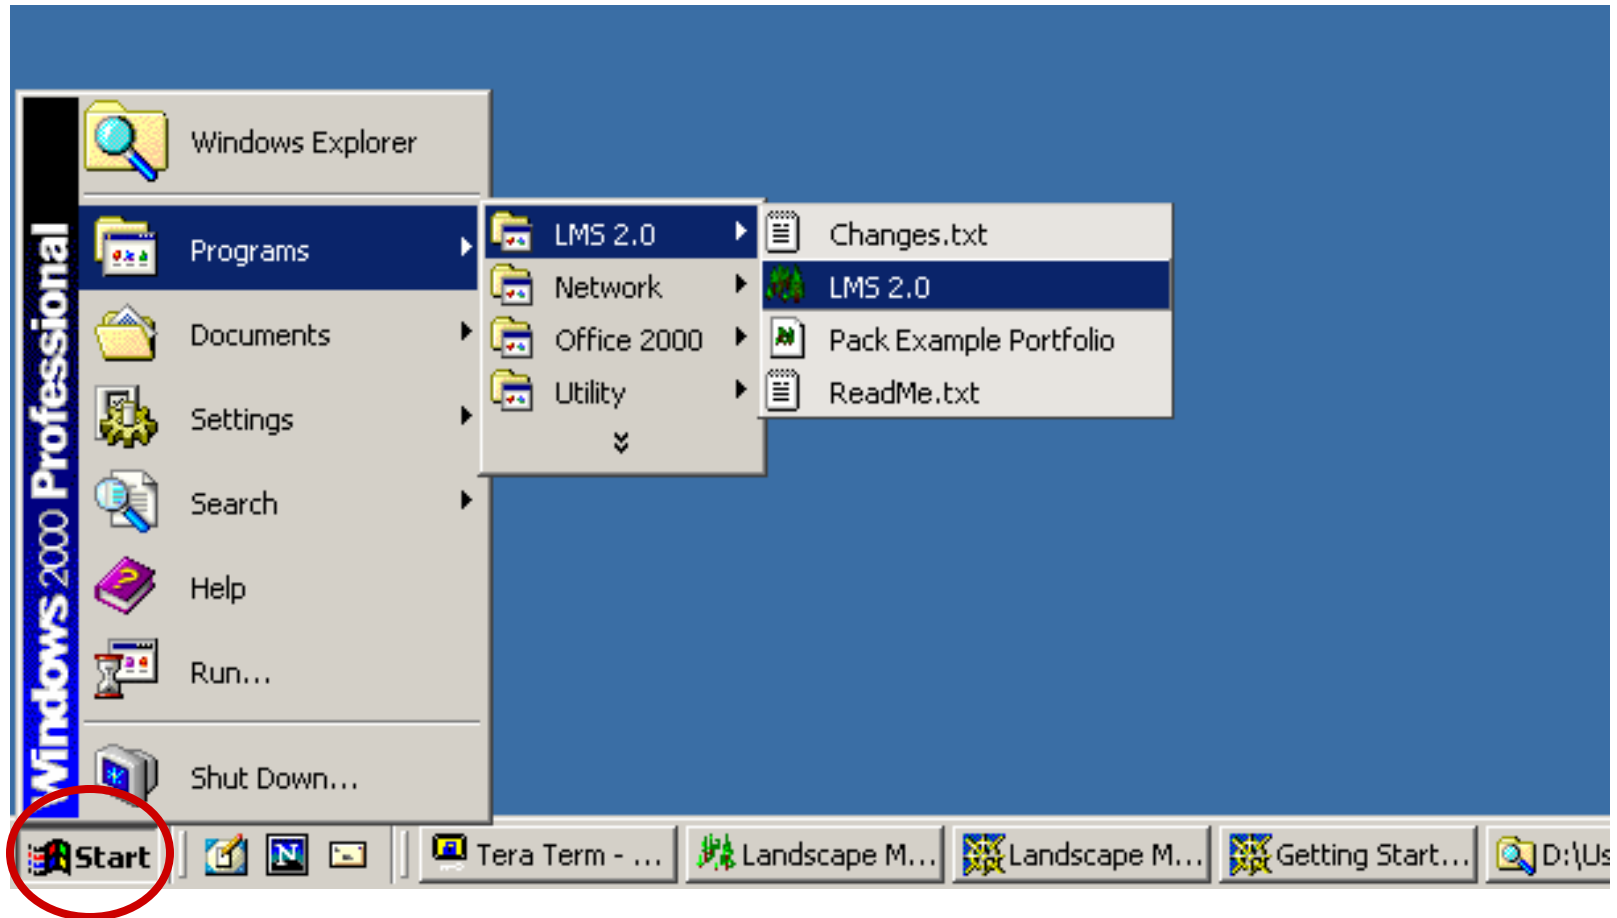 Windows Explorer
Programs
Documents
Settings
Search
Help
Run...
Shut Down...
Windows 2000 Professional
LMS 2.0
Network
Office 2000
Utility
Changes.txt
LMS 2.0
Pack Example Portfolio
ReadMe.txt
Start
Tera Term - ...
Landscape M...
Landscape M...
Getting Start...
D:\Us